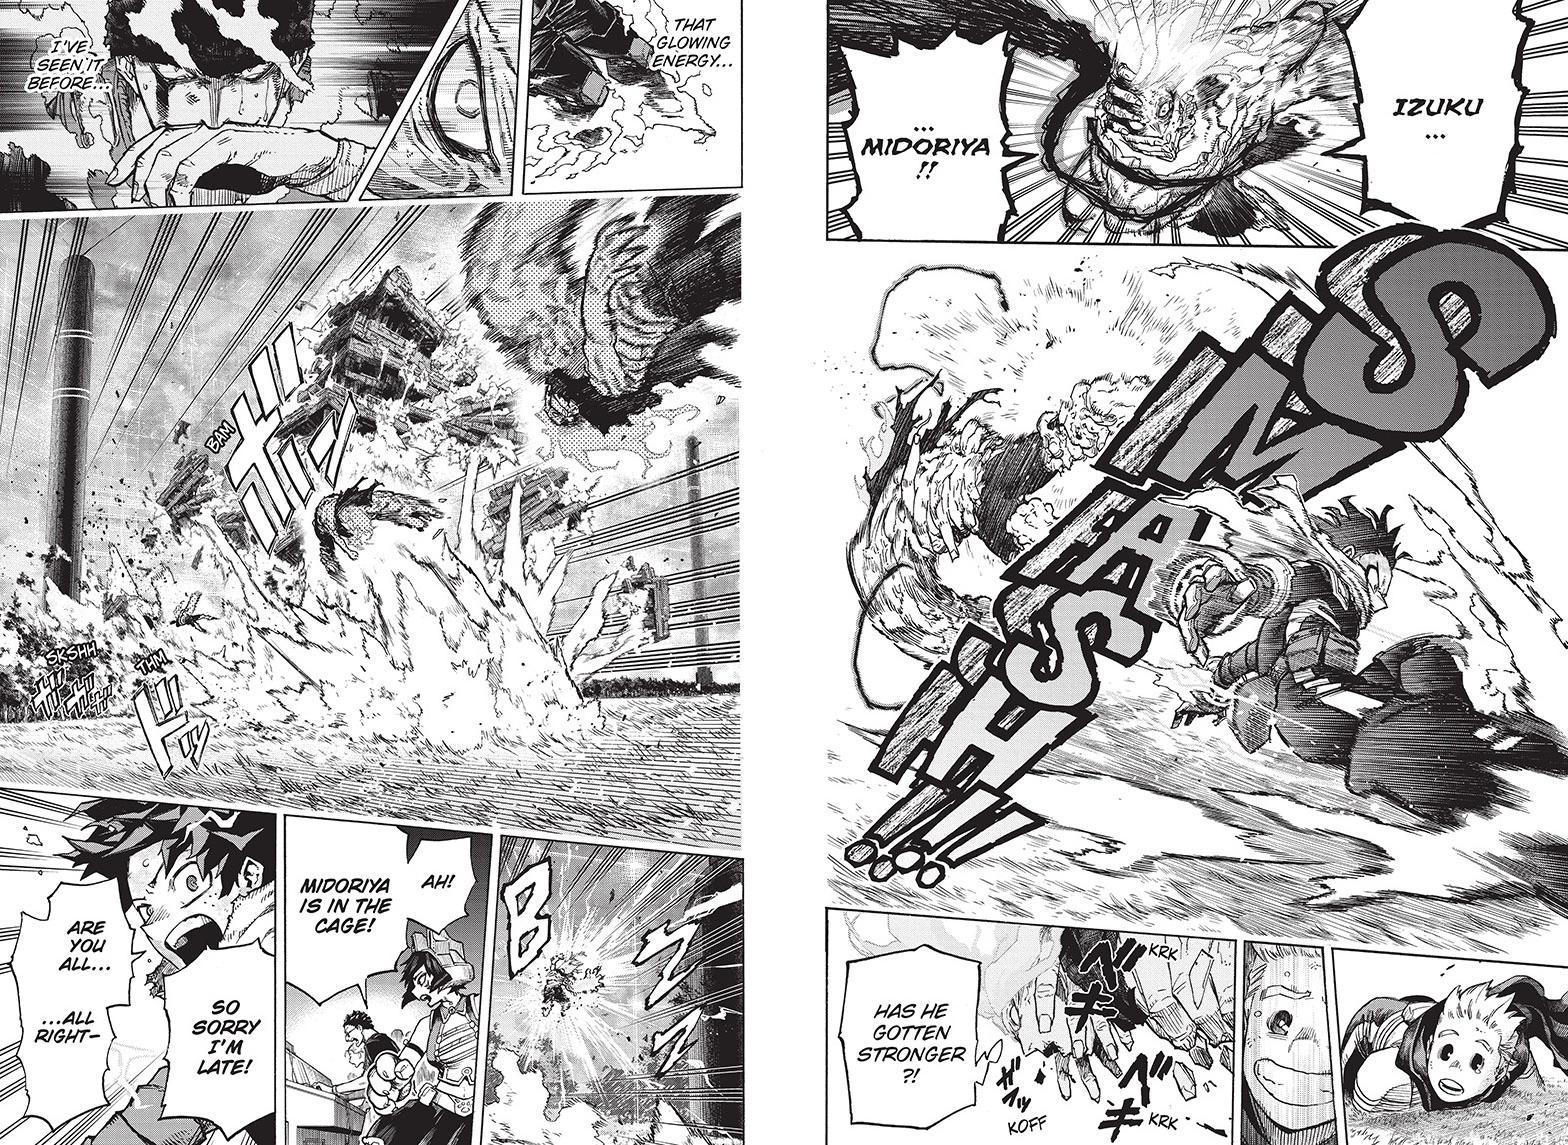 IZUKU
...
...
MIDORIYA
!!
SMASH!!!
HAS HE
GOTTEN
STRONGER
?!
KRK
KOFF
KRK
THAT
GLOWING
ENERGY...
I'VE
SEEN IT
BEFORE...
BAM
SKSHH
THM
AH!
MIDORIYA
IS IN THE
CAGE!
SO
SORRY
I'M
LATE!
ARE
YOU
ALL...
...ALL
RIGHT–